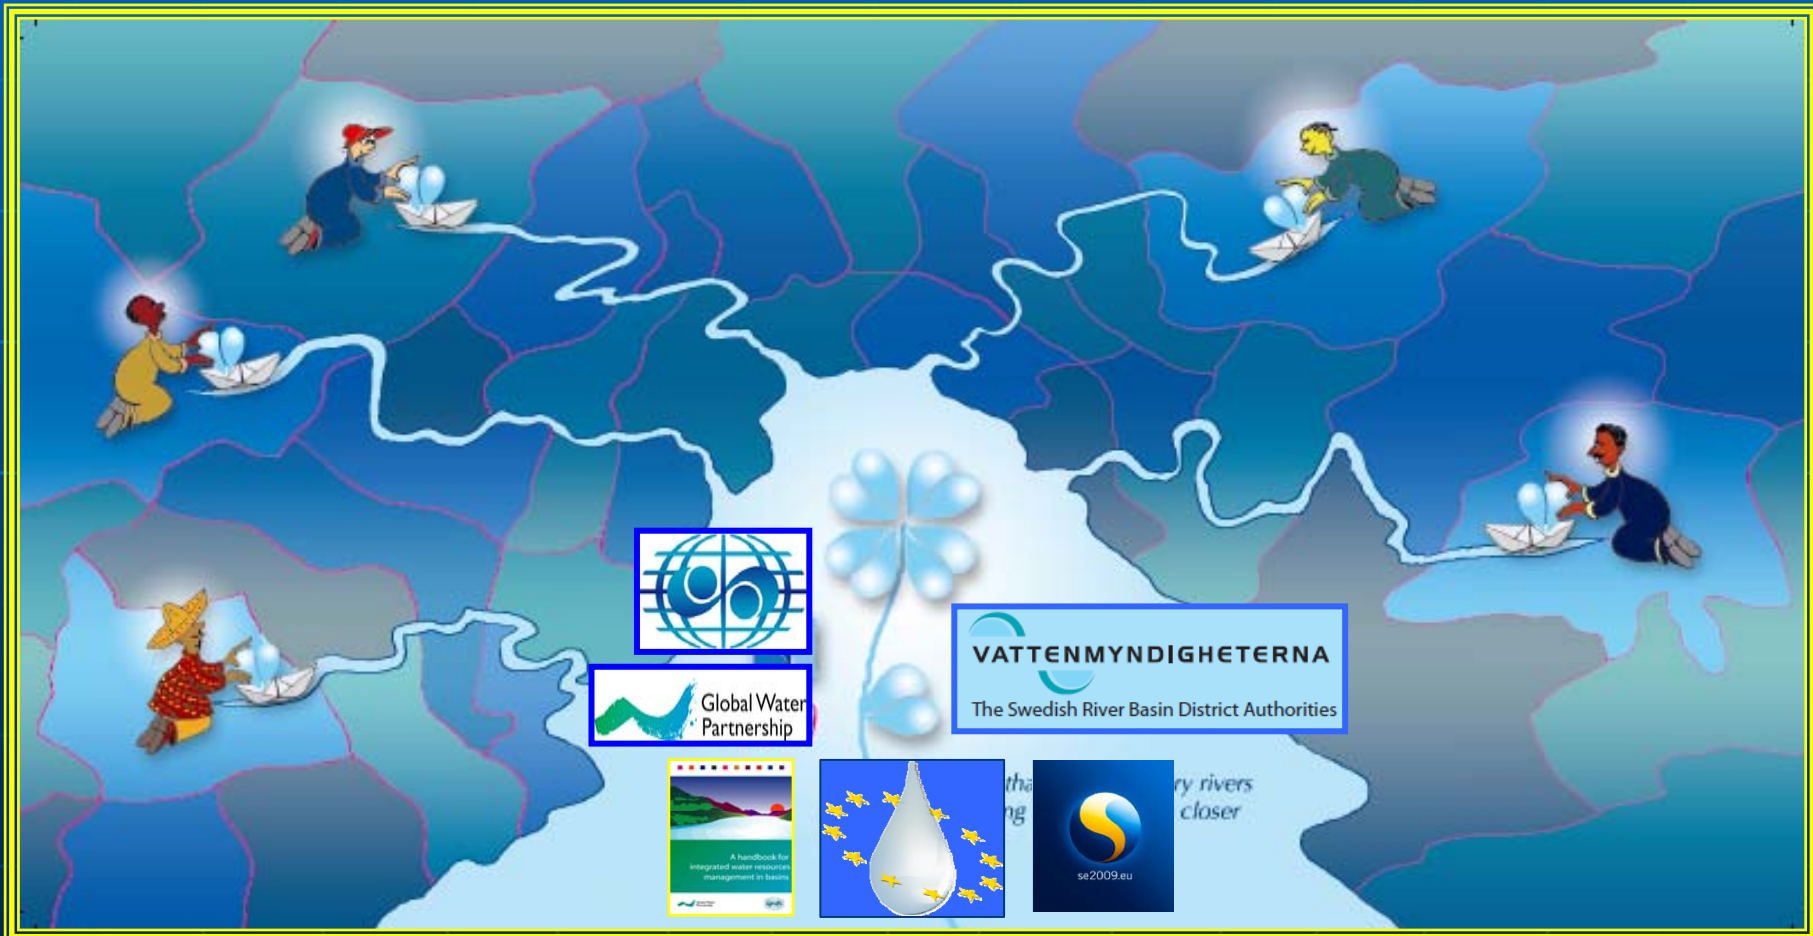 Global Water
Partnership
VATTENMYNDIGHETERNA
The Swedish River Basin District Authorities
rivers
closer
A handbook for
integrated water resources
management in basins
se2009.eu